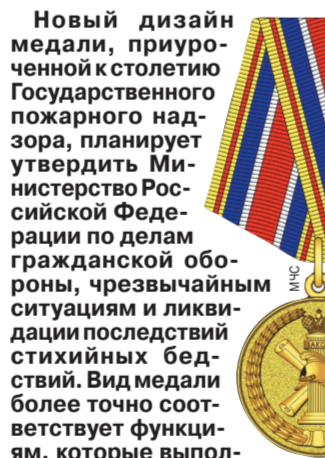 Новый дизайн
медали, приуро-
ченной к столетию
Государственного
пожарного над-
зора, планирует
утвердить Ми-
нистерство Рос-
сийской Феде-
рации по делам
гражданской обо-
роны, чрезвычайным
ситуациям и ликви-
дации последствий
стихийных бед-
ствий. Вид медали
более точно соот-
ветствует функци-
ям, которые выпол-
МЧС
ЗАКОН